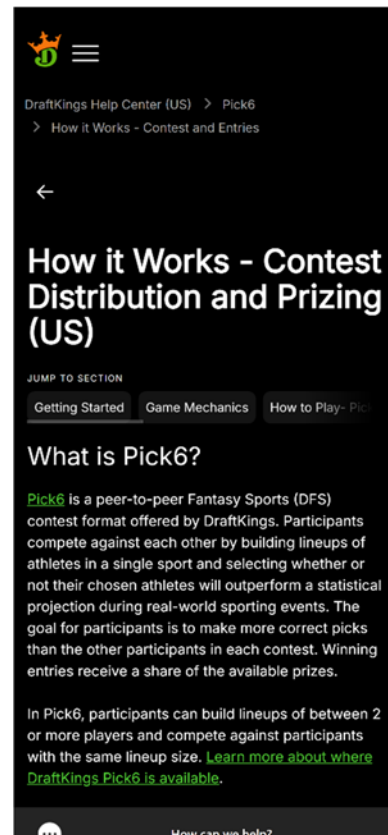 DraftKings Help Center (US) > Pick6
> How it Works - Contest and Entries
How it Works - Contest
Distribution and Prizing
(US)
JUMP TO SECTION
Getting Started Game Mechanics How to Play- Pic
What is Pick6?
Pick6 is a peer-to-peer Fantasy Sports (DFS)
contest format offered by DraftKings. Participants
compete against each other by building lineups of
athletes in a single sport and selecting whether or
not their chosen athletes will outperform a statistical
projection during real-world sporting events. The
goal for participants is to make more correct picks
than the other participants in each contest. Winning
entries receive a share of the available prizes.
In Pick6, participants can build lineups of between 2
or more players and compete against participants
with the same lineup size. Learn more about where
DraftKings Pick6 is available.
How can we help?